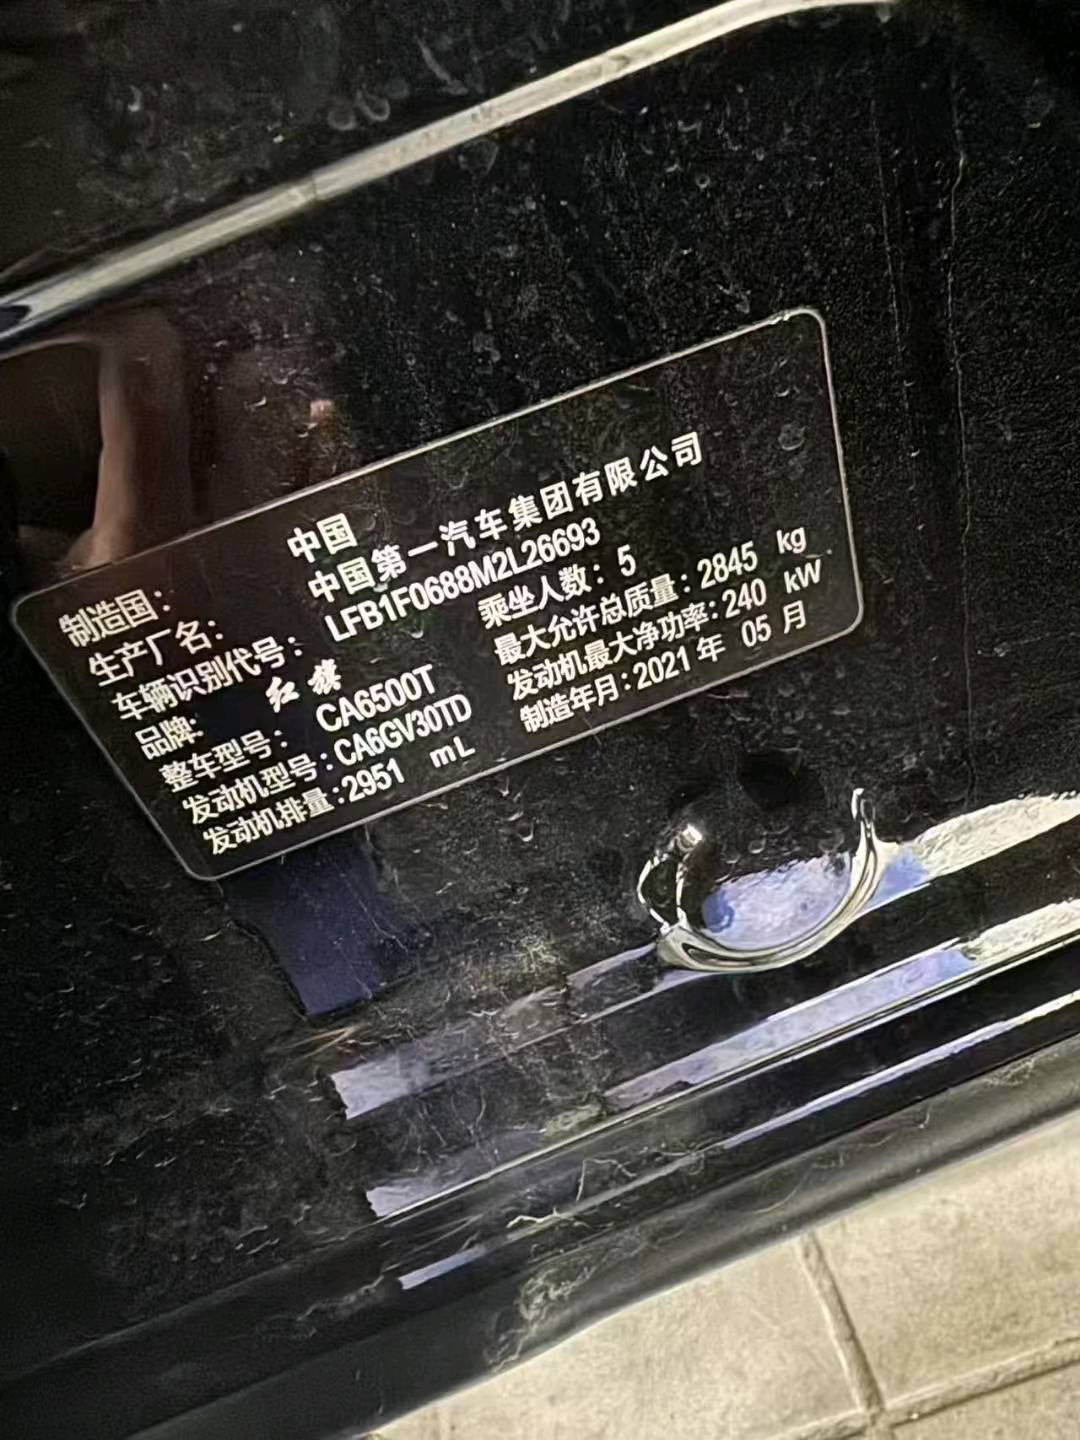 制造国： 中国
生产厂名： 中国第一汽车集团有限公司
车辆识别代号： LFB1F0688M2L26693
品牌: 红旗 乘坐人数： 5
整车型号： CA6500T 最大允许总质量： 2845 kg
发动机型号：CA6GV30TD 发动机最大净功率：240 kW
发动机排量：2951 mL 制造年月：2021 年 05 月